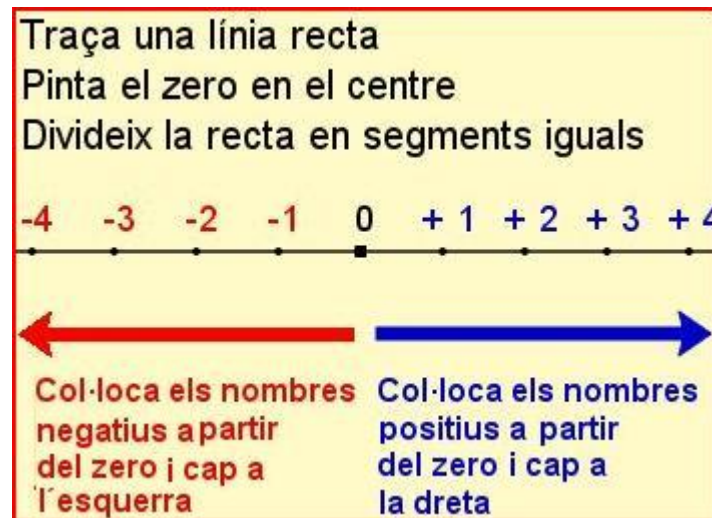 Traça una línia recta
Pinta el zero en el centre
Divideix la recta en segments iguals
-4 -3 -2 -1 0 + 1 + 2 + 3 + 4
Col·loca els nombres
negatius a partir
del zero i cap a
l´esquerra
Col·loca els nombres
positius a partir
del zero i cap a
la dreta